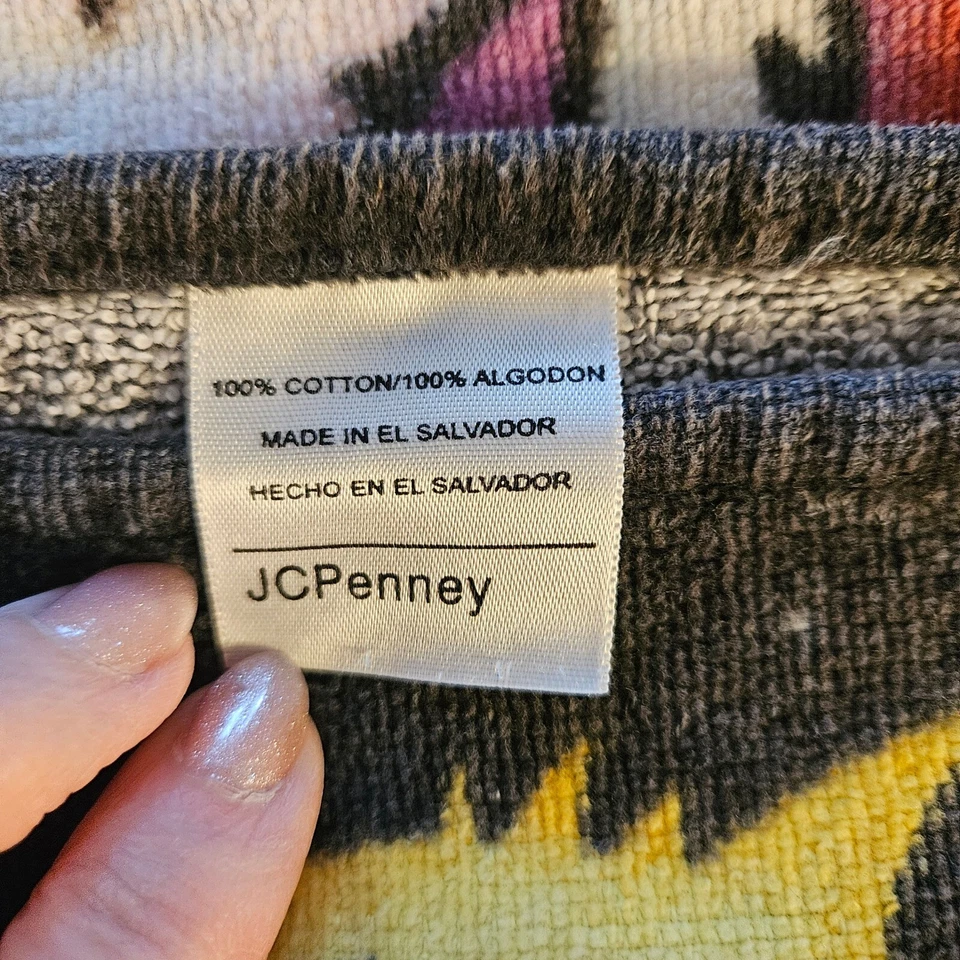 100% COTTON/100% ALGODON
MADE IN EL SALVADOR
HECHO EN EL SALVADOR
JCPenney